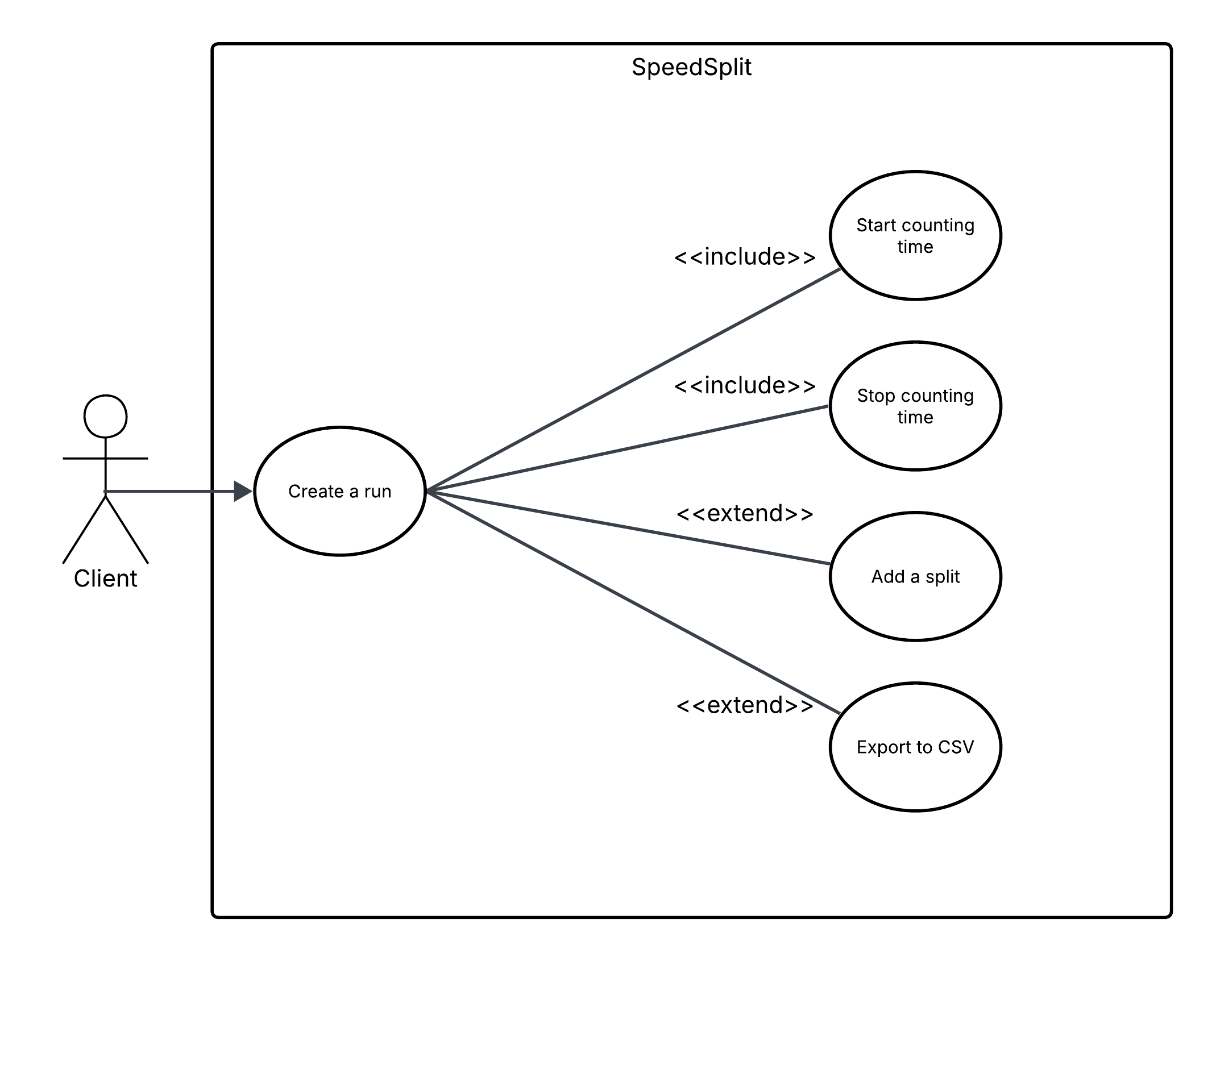 SpeedSplit
Start counting
time
<<include>>
Stop counting
time
<<include>>
Create a run
<<extend>>
Add a split
Client
<<extend>>
Export to CSV